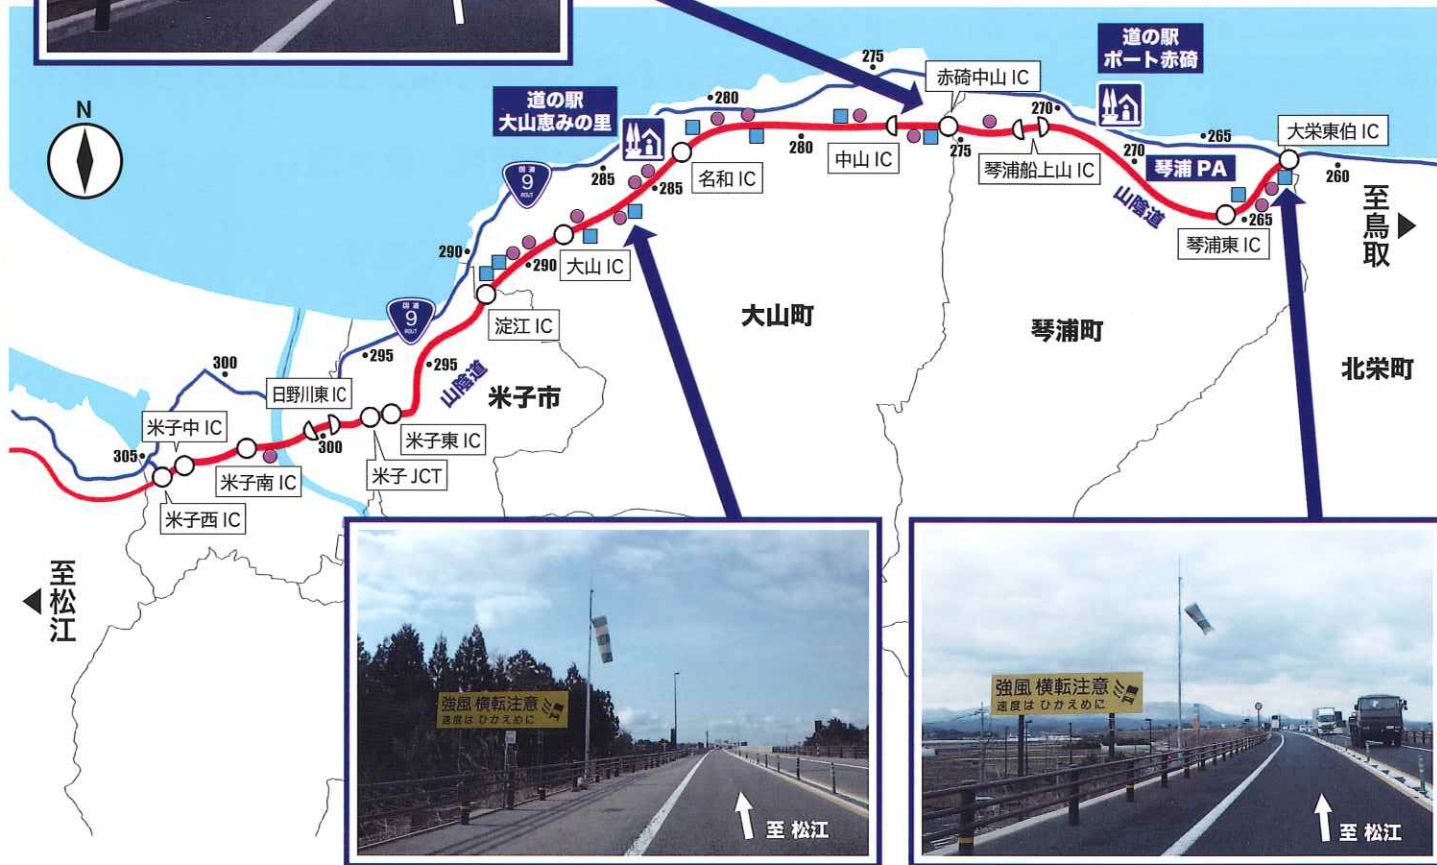 275
道の駅
ポート赤碕
赤碕中山 IC
N
道の駅
大山恵みの里
280
270
大栄東伯 IC
265
280
中山 IC
275
琴浦船上山 IC
270
琴浦 PA
260
国道
9
ROUT
285
285
名和 IC
山陰道
265
琴浦東 IC
至鳥取
290
290
大山 IC
国道
9
ROUT
淀江 IC
大山町
琴浦町
北栄町
295
295
山陰道
米子市
300
日野川東 IC
米子中 IC
300
米子東 IC
305
米子南 IC
米子 JCT
米子西 IC
至松江
強風 横転注意
速度は ひかえめに
至 松江
強風 横転注意
速度は ひかえめに
至 松江